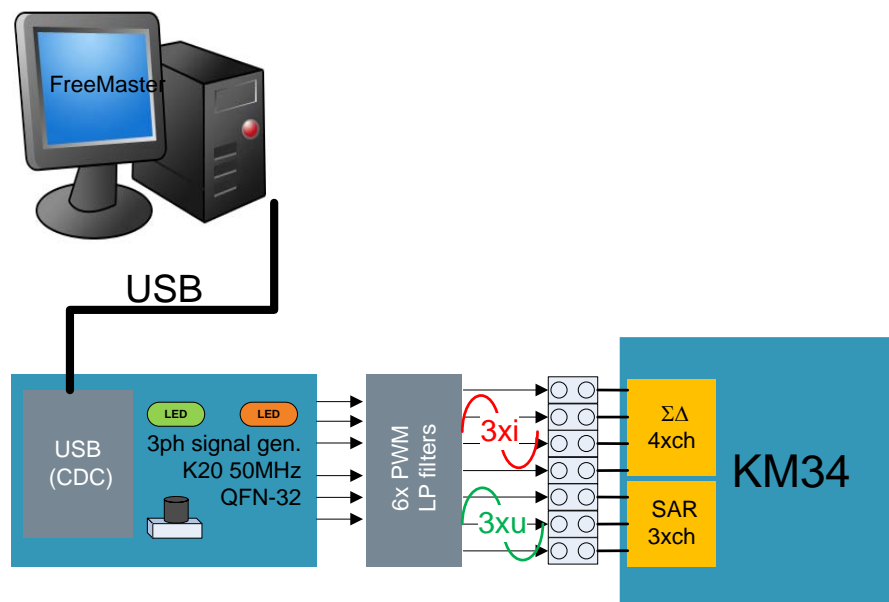 FreeMaster
USB
USB
(CDC)
LED
LED
3ph signal gen.
K20 50MHz
QFN-32
6x PWM
LP filters
3xi
3xu
ΣΔ
4xch
SAR
3xch
KM34